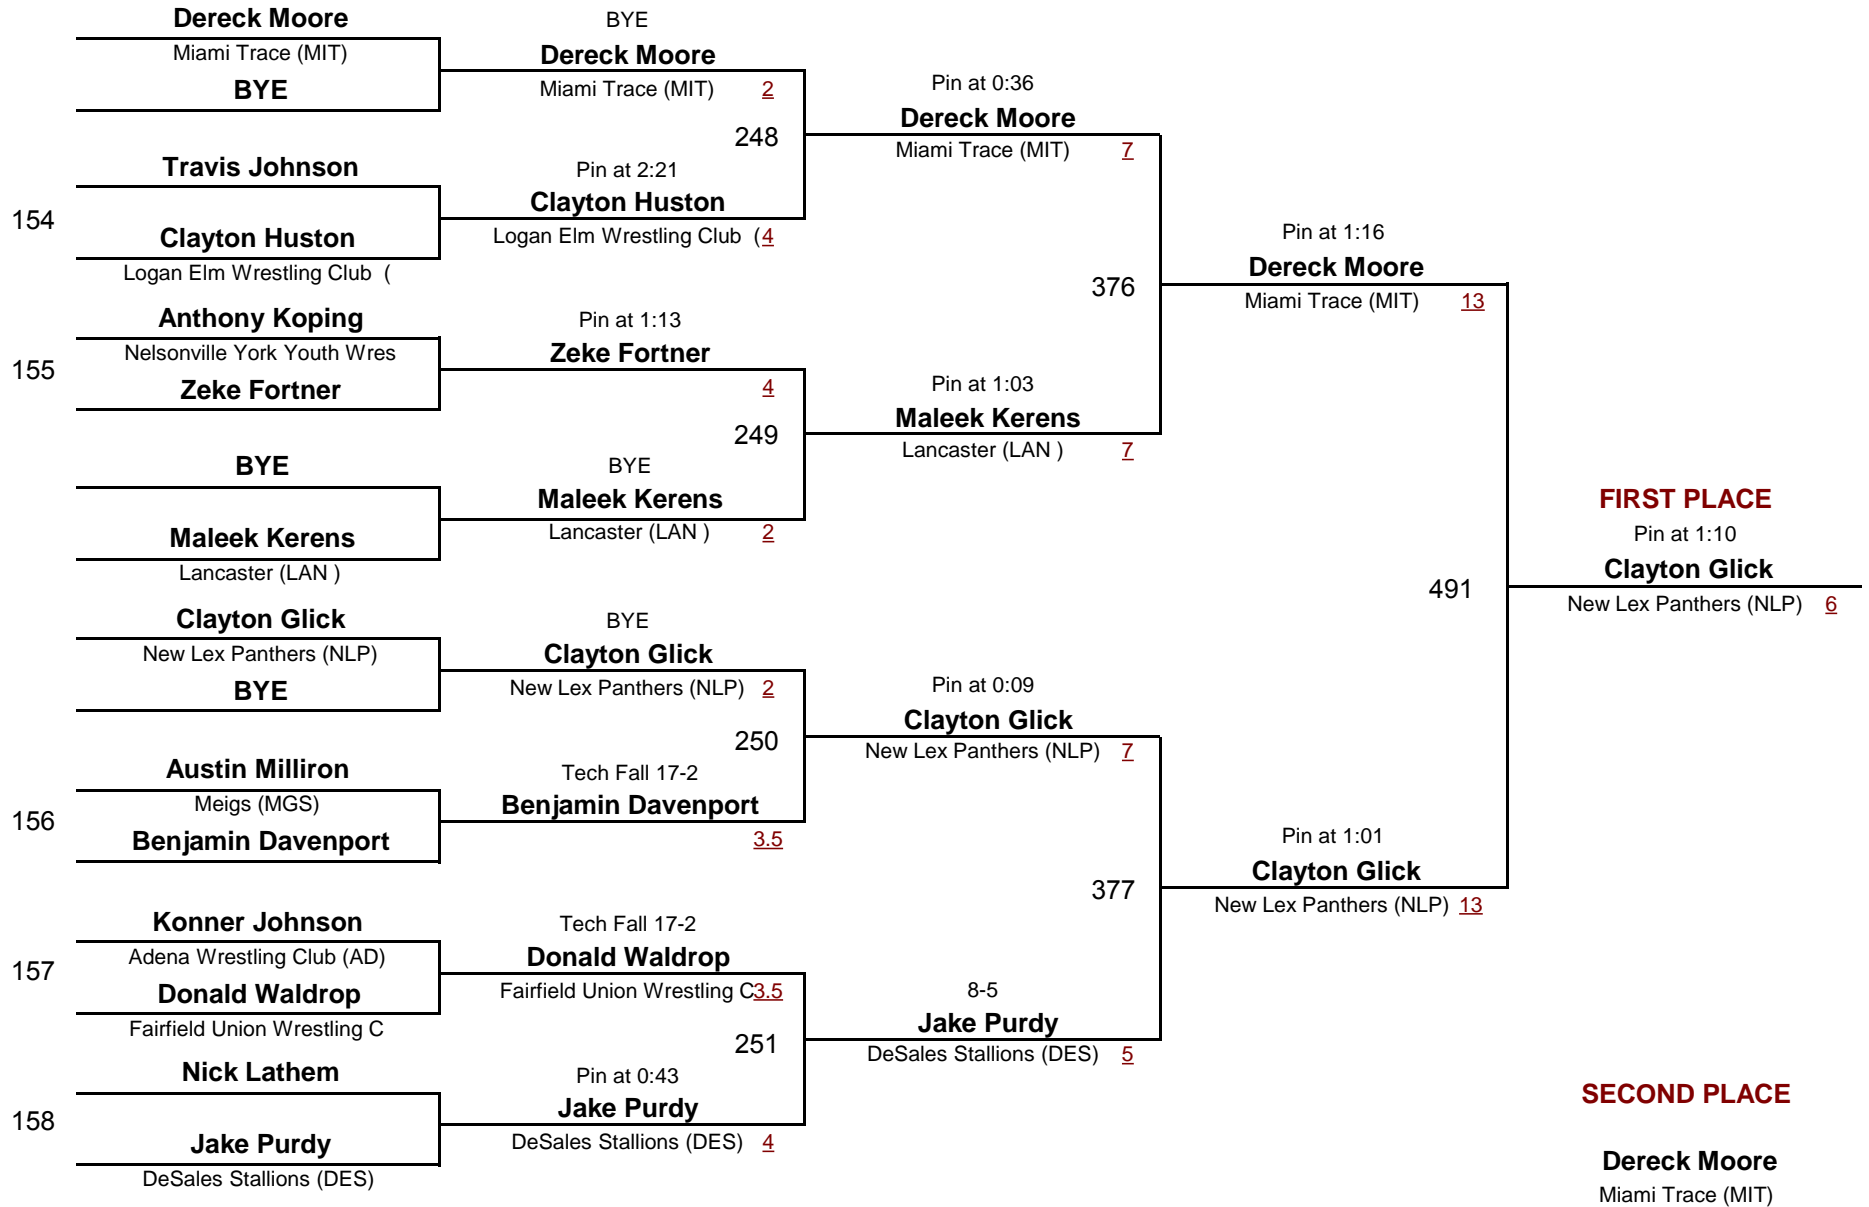 Dereck Moore
Miami Trace (MIT)
BYE
154
Travis Johnson
Clayton Huston
Logan Elm Wrestling Club (
155
Anthony Koping
Nelsonville York Youth Wres
Zeke Fortner
BYE
Maleek Kerens
Lancaster (LAN )
Clayton Glick
New Lex Panthers (NLP)
BYE
156
Austin Milliron
Meigs (MGS)
Benjamin Davenport
157
Konner Johnson
Adena Wrestling Club (AD)
Donald Waldrop
Fairfield Union Wrestling C
158
Nick Lathem
Jake Purdy
DeSales Stallions (DES)
BYE
Dereck Moore
Miami Trace (MIT) 2
248
Pin at 2:21
Clayton Huston
Logan Elm Wrestling Club (4
Pin at 1:13
Zeke Fortner
4
249
BYE
Maleek Kerens
Lancaster (LAN ) 2
BYE
Clayton Glick
New Lex Panthers (NLP) 2
250
Tech Fall 17-2
Benjamin Davenport
3.5
Tech Fall 17-2
Donald Waldrop
Fairfield Union Wrestling C3.5
251
Pin at 0:43
Jake Purdy
DeSales Stallions (DES) 4
Pin at 0:36
Dereck Moore
Miami Trace (MIT) 7
376
Pin at 1:03
Maleek Kerens
Lancaster (LAN ) 7
Pin at 0:09
Clayton Glick
New Lex Panthers (NLP) 7
377
8-5
Jake Purdy
DeSales Stallions (DES) 5
Pin at 1:16
Dereck Moore
Miami Trace (MIT) 13
491
Pin at 1:01
Clayton Glick
New Lex Panthers (NLP) 13
FIRST PLACE
Pin at 1:10
Clayton Glick
New Lex Panthers (NLP) 6
SECOND PLACE
Dereck Moore
Miami Trace (MIT)